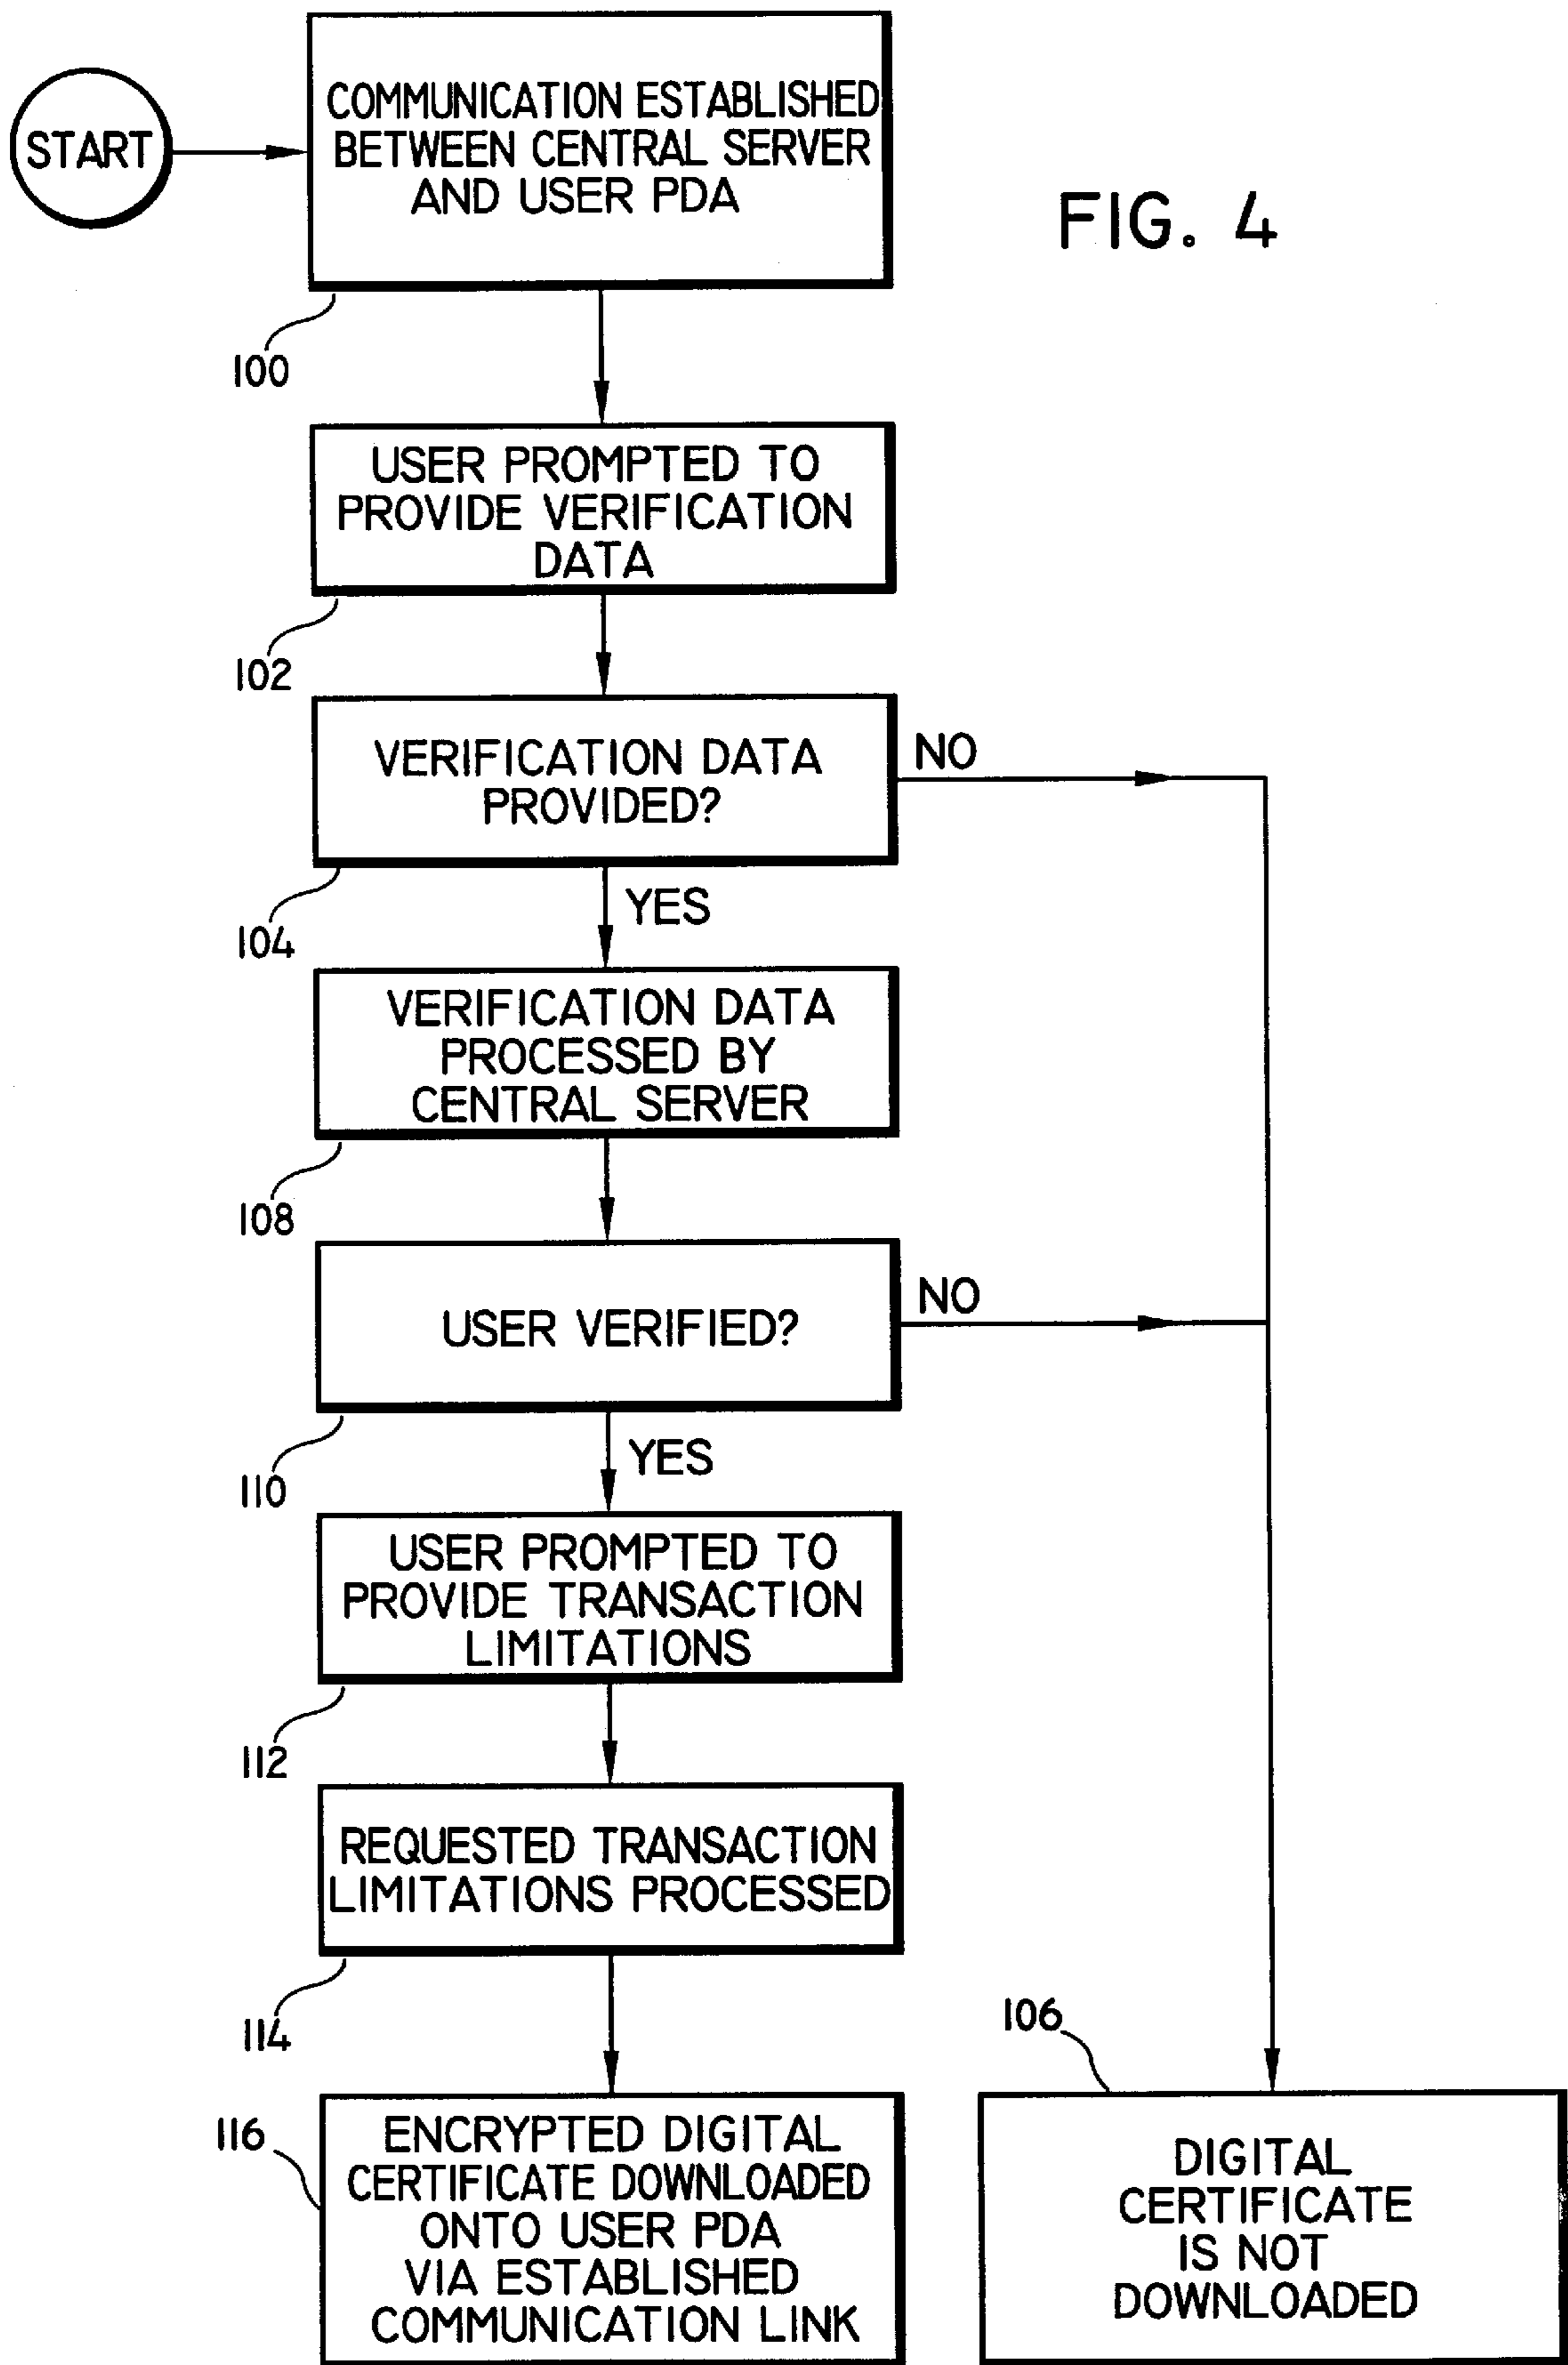 START
COMMUNICATION ESTABLISHED
BETWEEN CENTRAL SERVER
AND USER PDA
FIG. 4
100
USER PROMPTED TO
PROVIDE VERIFICATION
DATA
102
VERIFICATION DATA
PROVIDED?
NO
104
YES
VERIFICATION DATA
PROCESSED BY
CENTRAL SERVER
108
USER VERIFIED?
NO
110
YES
USER PROMPTED TO
PROVIDE TRANSACTION
LIMITATIONS
112
REQUESTED TRANSACTION
LIMITATIONS PROCESSED
114
116
ENCRYPTED DIGITAL
CERTIFICATE DOWNLOADED
ONTO USER PDA
VIA ESTABLISHED
COMMUNICATION LINK
106
DIGITAL
CERTIFICATE
IS NOT
DOWNLOADED